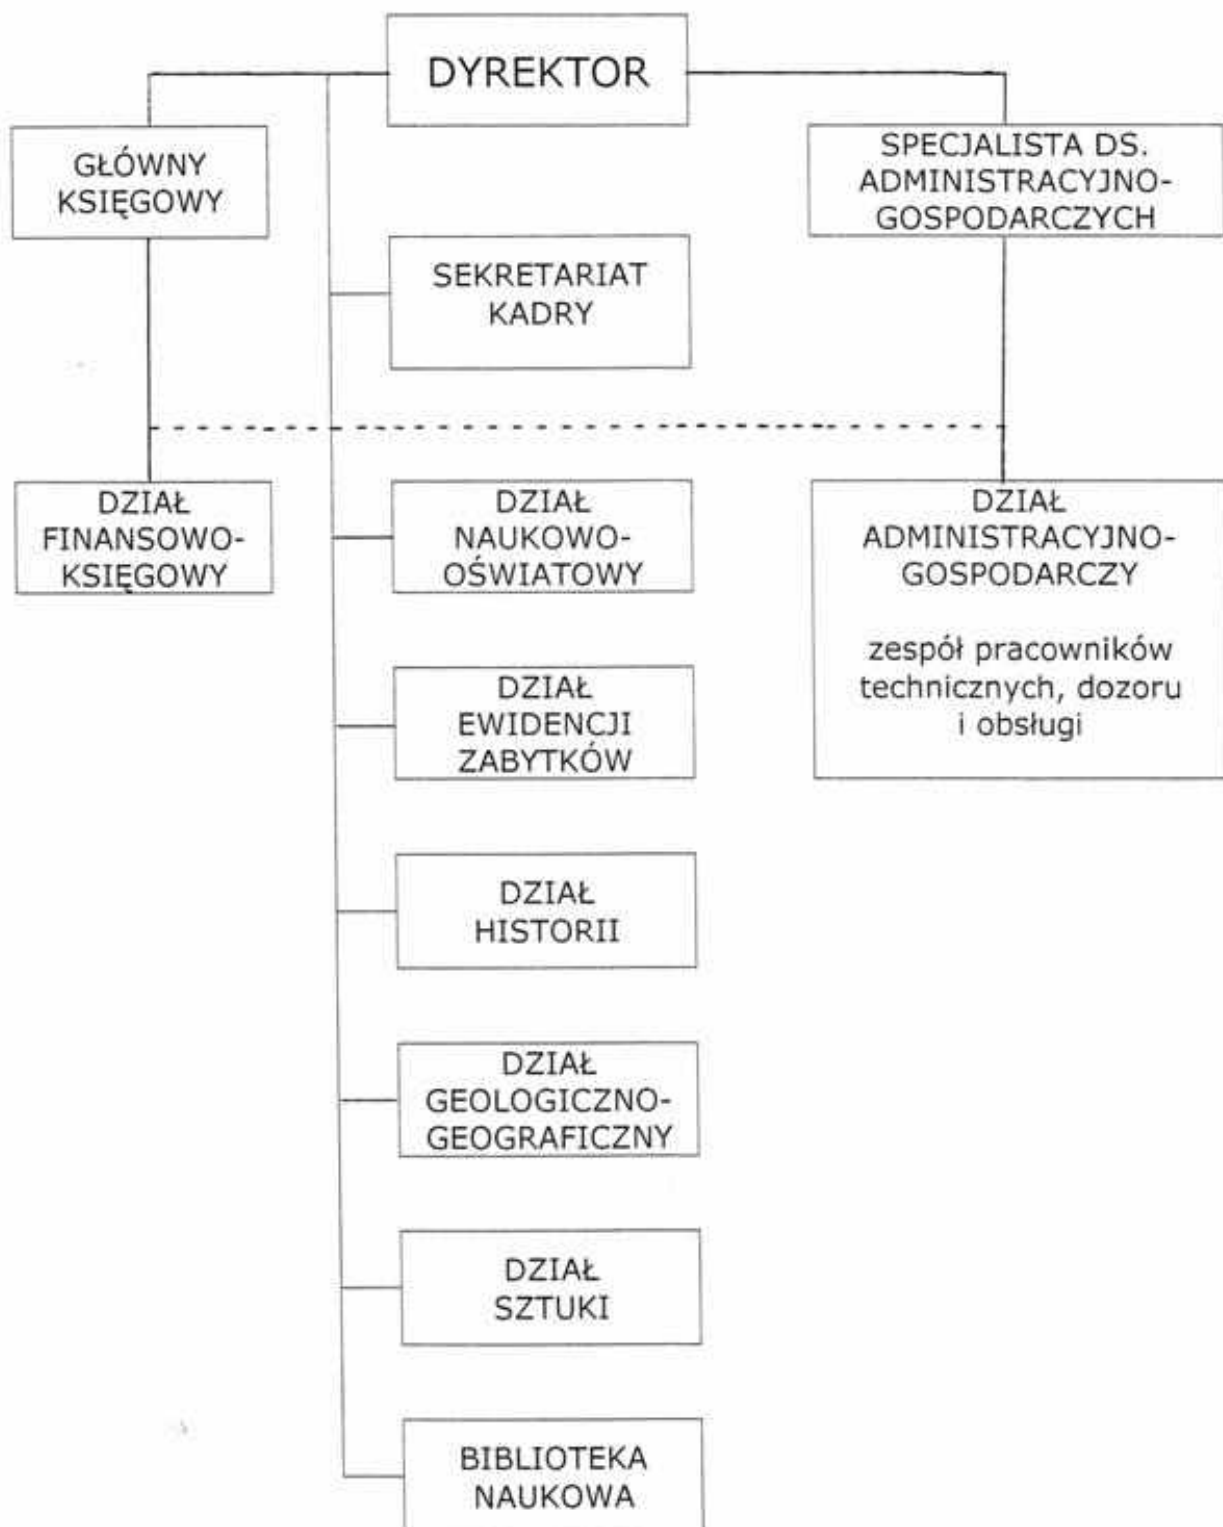 DYREKTOR
GŁÓWNY
KSIĘGOWY
SPECJALISTA DS.
ADMINISTRACYJNO-
GOSPODARCZYCH
SEKRETARIAT
KADRY
DZIAŁ
FINANSOWO-
KSIĘGOWY
DZIAŁ
NAUKOWO-
OŚWIATOWY
DZIAŁ
ADMINISTRACYJNO-
GOSPODARCZY
zespół pracowników
technicznych, dozoru
i obsługi
DZIAŁ
EWIDENCJI
ZABYTKÓW
DZIAŁ
HISTORII
DZIAŁ
GEOLOGICZNO-
GEOGRAFICZNY
DZIAŁ
SZTUKI
BIBLIOTEKA
NAUKOWA